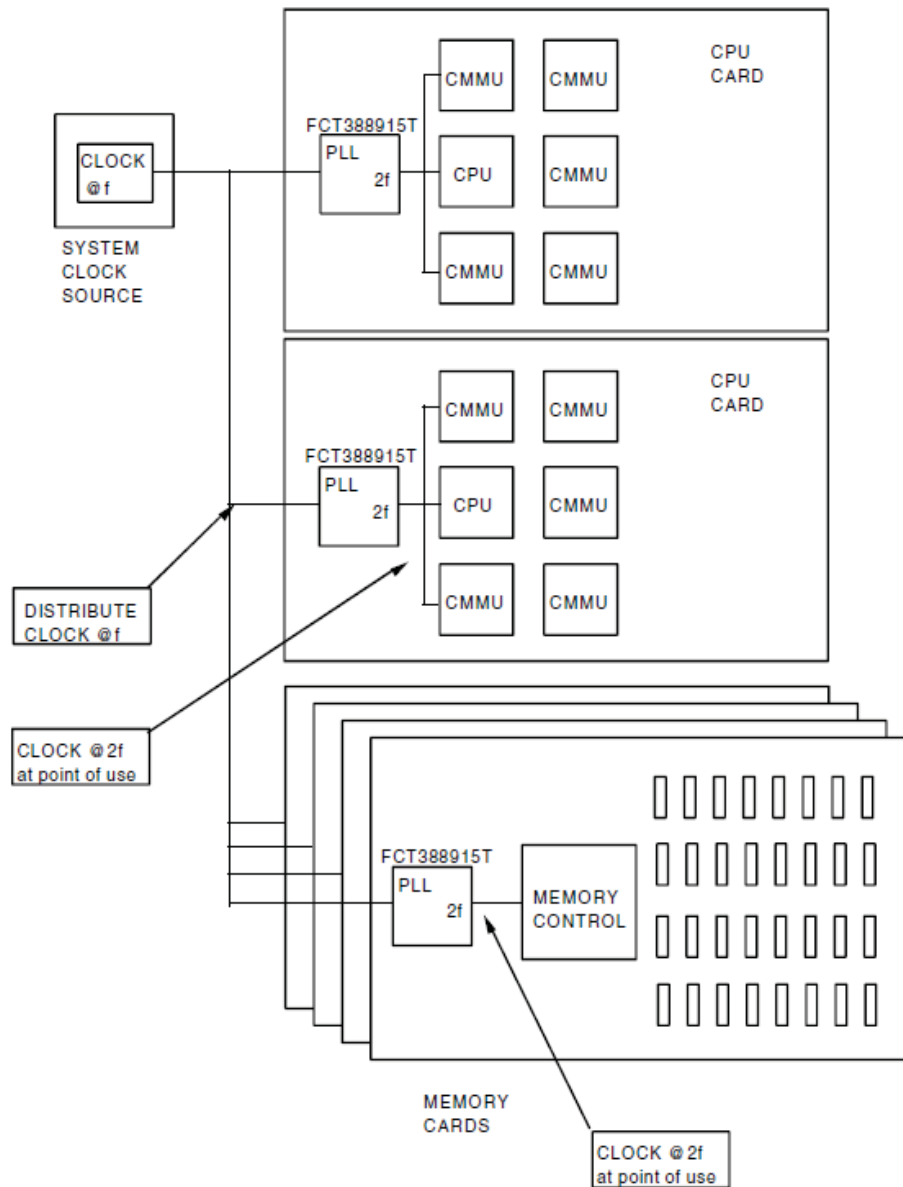 CPU
CARD
CMMU
CMMU
FCT388915T
CLOCK
@f
PLL
2f
CPU
CMMU
SYSTEM
CLOCK
SOURCE
CMMU
CMMU
CPU
CARD
CMMU
CMMU
FCT388915T
PLL
2f
CPU
CMMU
DISTRIBUTE
CLOCK @f
CMMU
CMMU
CLOCK @2f
at point of use
FCT388915T
PLL
2f
MEMORY
CONTROL
MEMORY
CARDS
CLOCK @2f
at point of use